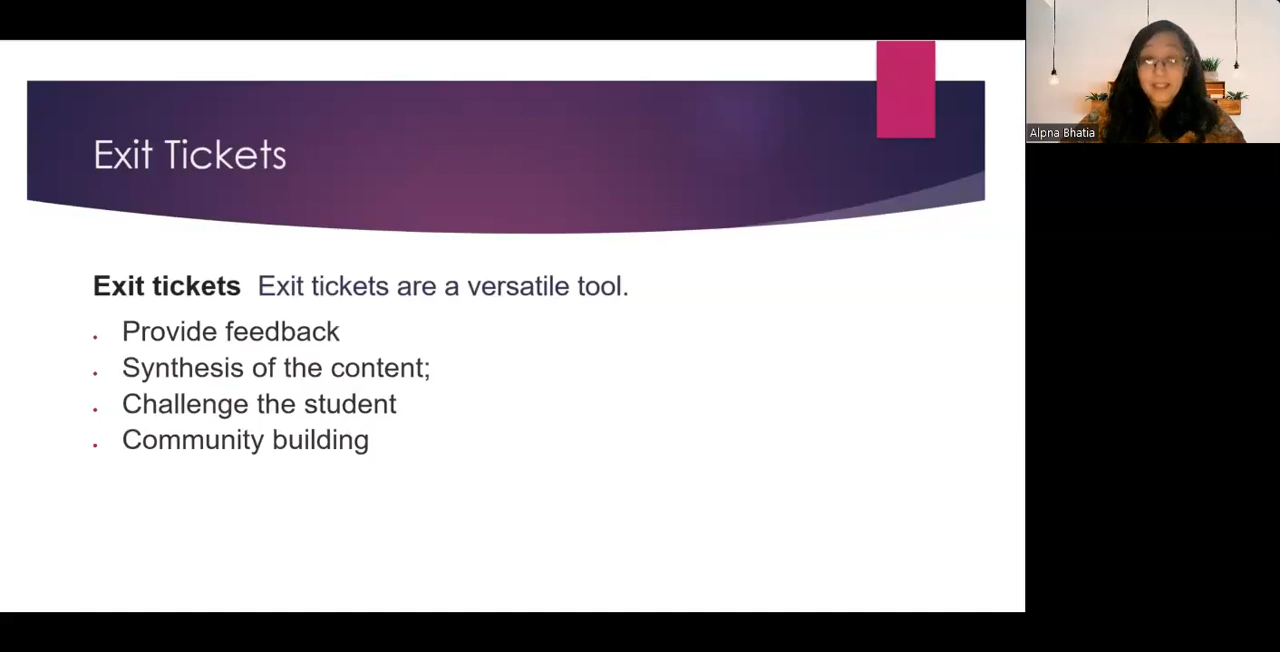 Exit Tickets
Exit tickets Exit tickets are a versatile tool.
Provide feedback
Synthesis of the content;
Challenge the student
Community building
Alpna Bhatia